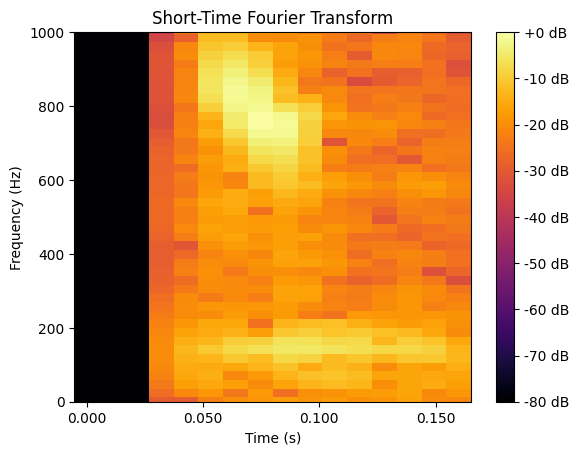 Short-Time Fourier Transform
1000
800
600
400
200
0
Frequency (Hz)
0.000
0.050
0.100
0.150
Time (s)
+0 dB
-10 dB
-20 dB
-30 dB
-40 dB
-50 dB
-60 dB
-70 dB
-80 dB